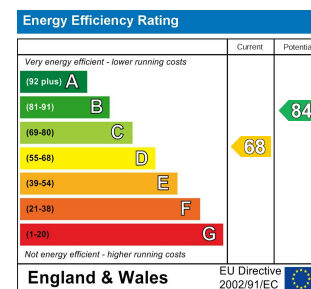 Energy Efficiency Rating
Current
Very energy efficient - lower running costs
(92 plus) A
(81-91) B
84
(69-80) C
68
(55-68) D
(39-54) E
(21-38) F
(1-20) G
Not energy efficient - higher running costs
England & Wales
EU Directive
2002/91/EC